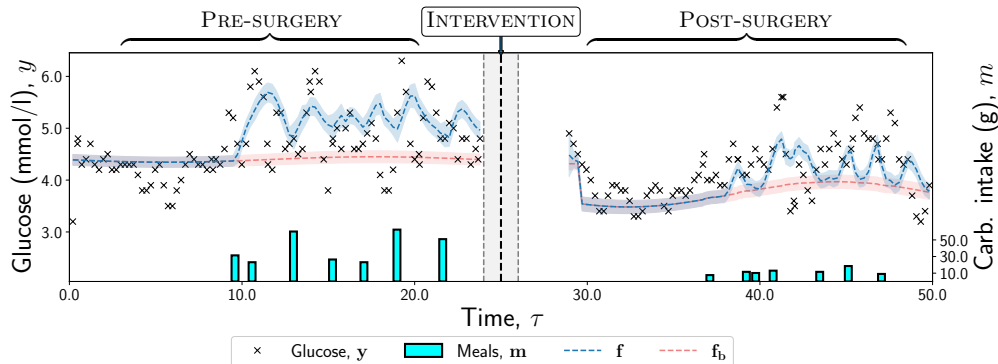 PRE-SURGERY INTERVENTION POST-SURGERY
Glucose (mmol/l), y
6.0
5.0
4.0
3.0
Carb. intake (g), m
50.0
30.0
10.0
0.0 10.0 20.0 30.0 40.0 50.0
Time, τ
Glucose, y Meals, m f f_b